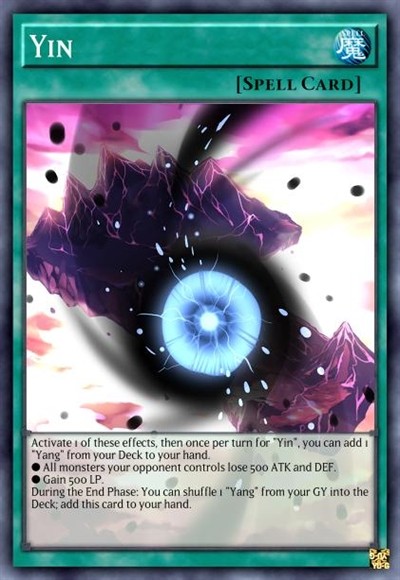 Yin
魔
[Spell Card]
Activate 1 of these effects, then once per turn for "Yin", you can add 1
"Yang" from your Deck to your hand.
● All monsters your opponent controls lose 500 ATK and DEF.
● Gain 500 LP.
During the End Phase: You can shuffle 1 "Yang" from your GY into the
Deck; add this card to your hand.